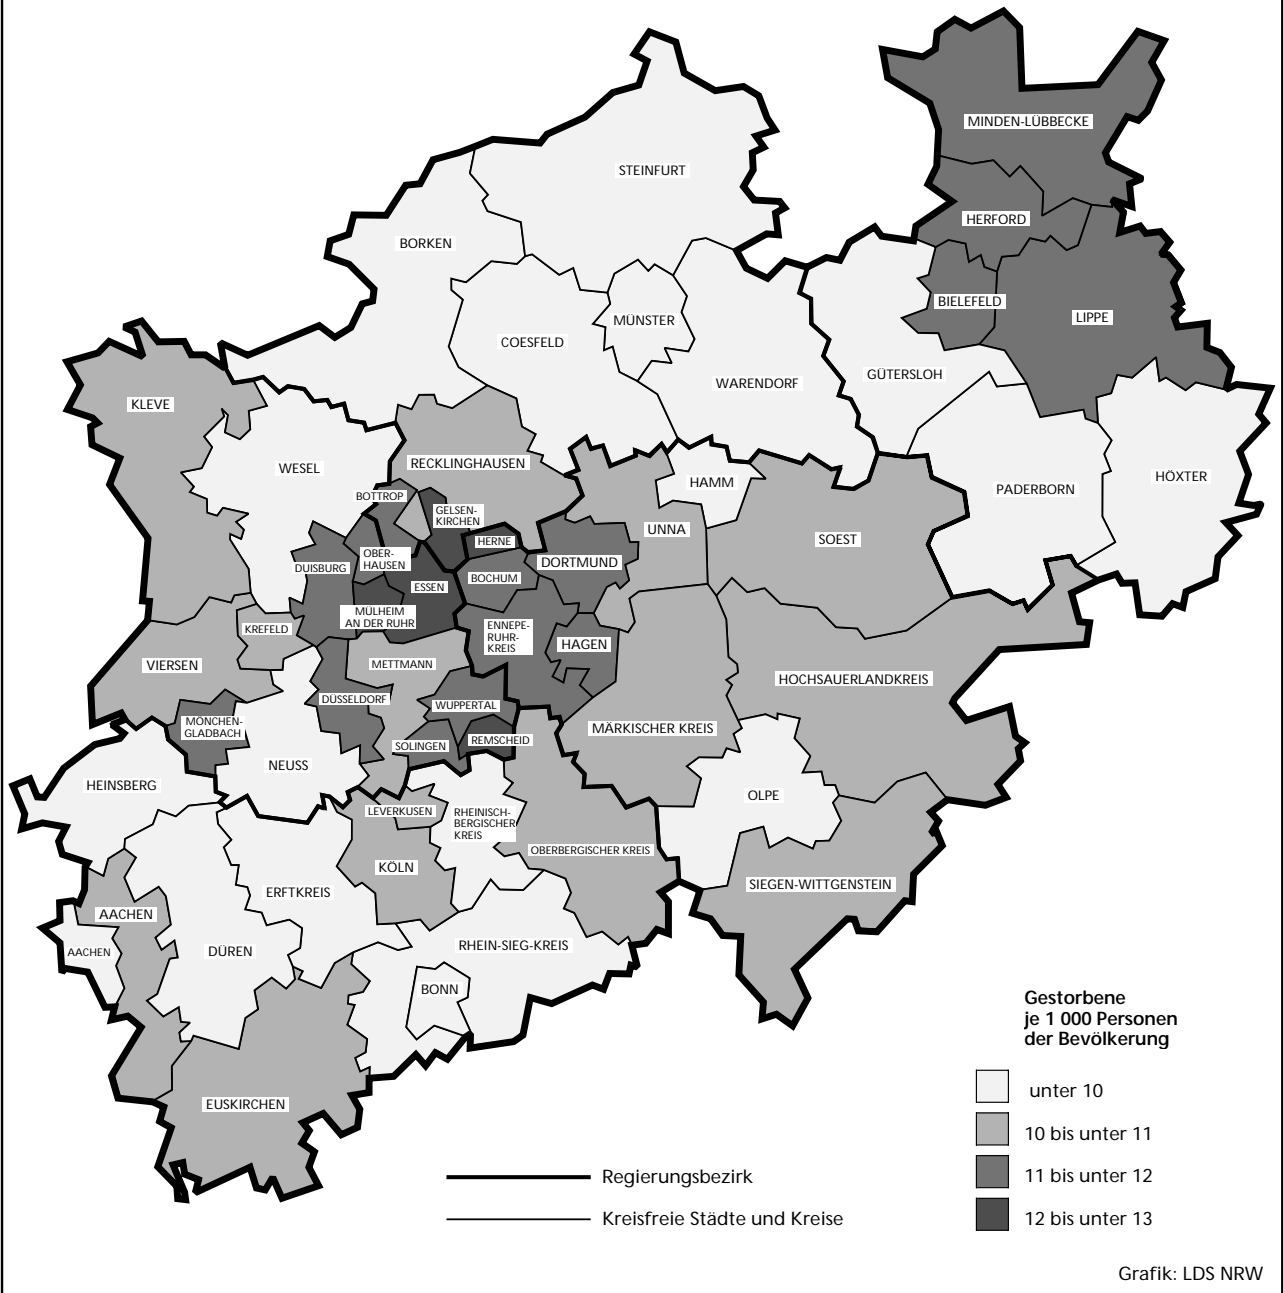 MINDEN-LÜBBECKE
STEINFURT
HERFORD
BORKEN
BIELEFELD
LIPPE
MÜNSTER
COESFELD
GÜTERSLOH
WARENDORF
KLEVE
WESEL
RECKLINGHAUSEN
HÖXTER
HAMM
PADERBORN
BOTTROP
GELSEN-
KIRCHEN
UNNA
SOEST
HERNE
OBER-
HAUSEN
DORTMUND
DUISBURG
BOCHUM
ESSEN
MÜLHEIM
AN DER RUHR
KREFELD
ENNEPE-
RUHR-
KREIS
HAGEN
VIERSEN
METTMANN
HOCHSAUERLANDKREIS
DÜSSELDORF
WUPPERTAL
MÖNCHEN-
GLADBACH
MÄRKISCHER KREIS
SOLINGEN
REMSCHEID
NEUSS
HEINSBERG
OLPE
LEVERKUSEN
RHEINISCH-
BERGISCHER
KREIS
OBERBERGISCHER KREIS
KÖLN
SIEGEN-WITTGENSTEIN
ERFTKREIS
AACHEN
RHEIN-SIEG-KREIS
AACHEN
DÜREN
BONN
EUSKIRCHEN
Gestorbene
je 1 000 Personen
der Bevölkerung
unter 10
10 bis unter 11
11 bis unter 12
12 bis unter 13
Regierungsbezirk
Kreisfreie Städte und Kreise
Grafik: LDS NRW